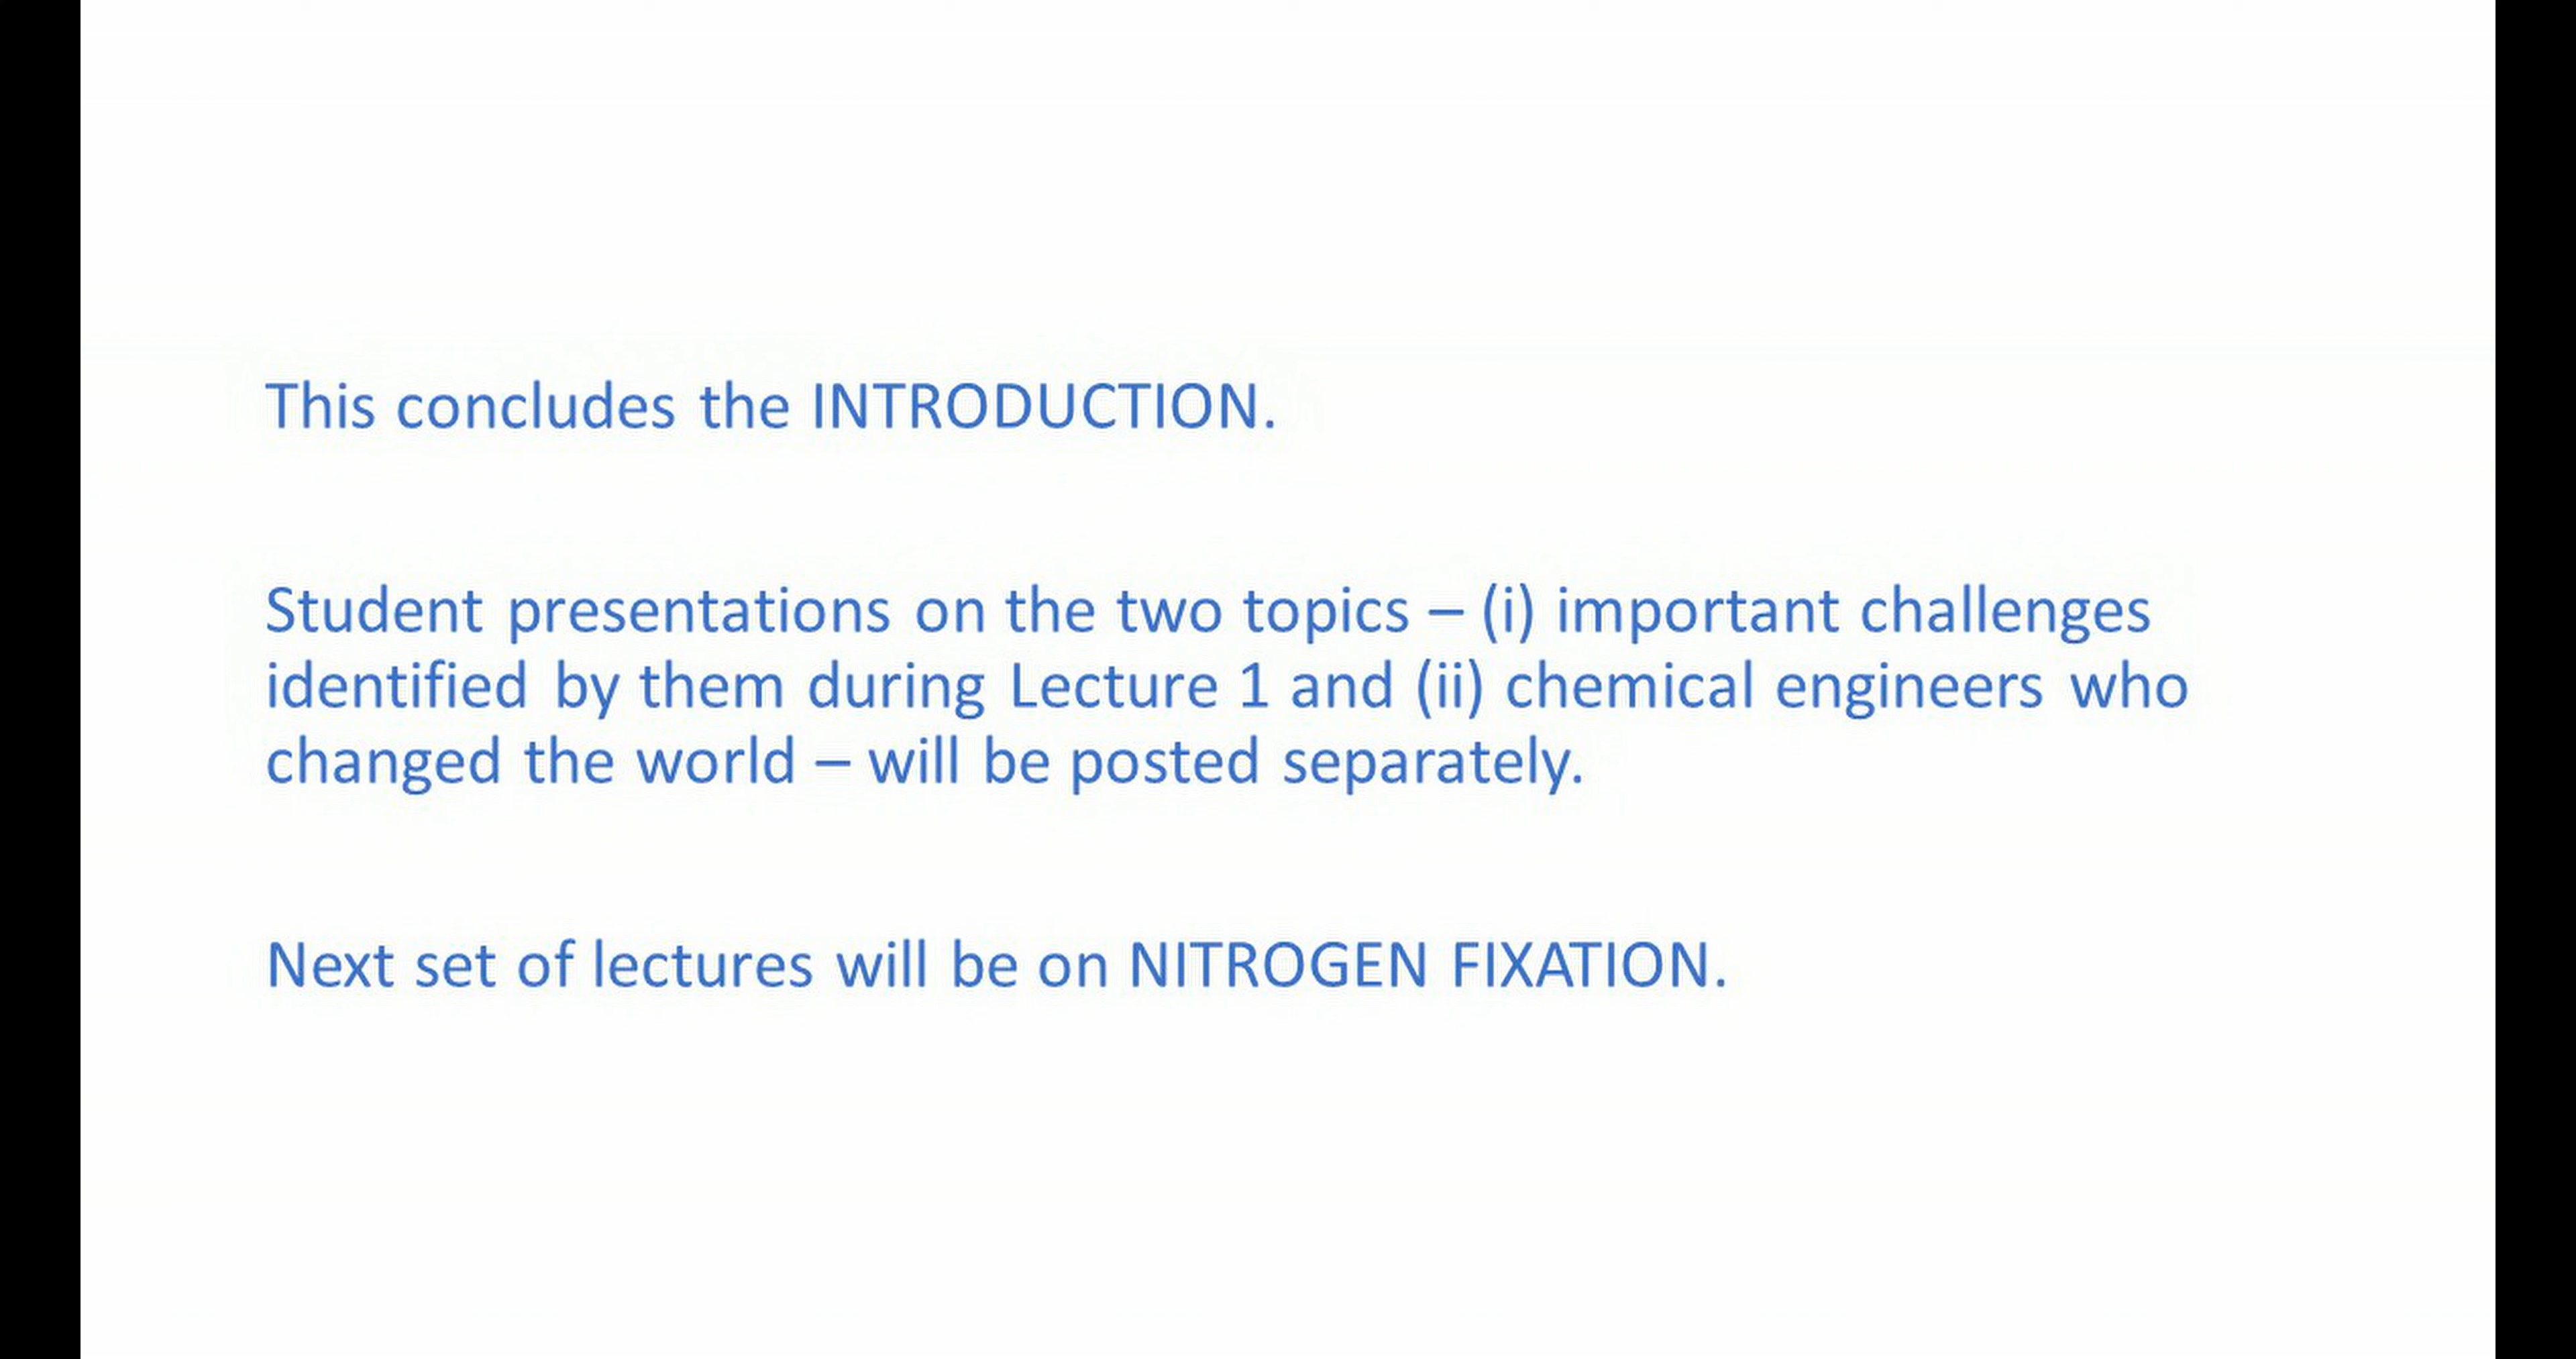 This concludes the INTRODUCTION.
Student presentations on the two topics – (i) important challenges
identified by them during Lecture 1 and (ii) chemical engineers who
changed the world – will be posted separately.
Next set of lectures will be on NITROGEN FIXATION.